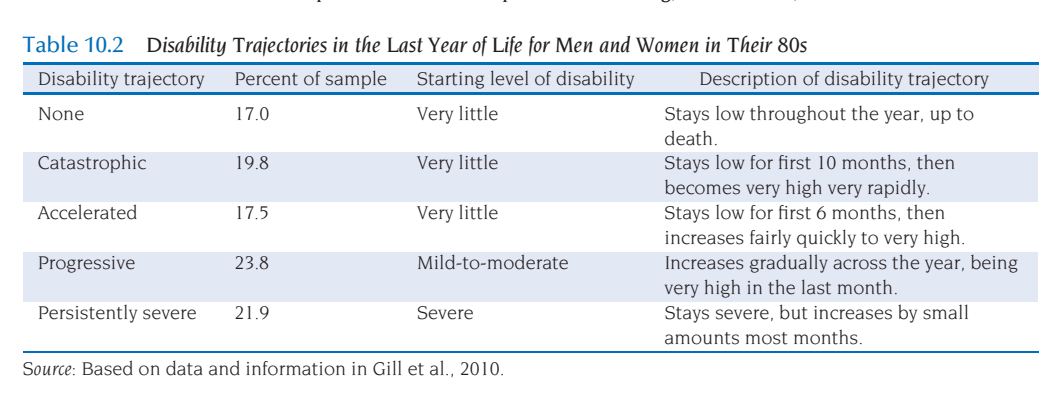 Table 10.2 Disability Trajectories in the Last Year of Life for Men and Women in Their 80s
Disability trajectory Percent of sample Starting level of disability Description of disability trajectory
None 17.0 Very little Stays low throughout the year, up to
death.
Catastrophic 19.8 Very little Stays low for first 10 months, then
becomes very high very rapidly.
Accelerated 17.5 Very little Stays low for first 6 months, then
increases fairly quickly to very high.
Progressive 23.8 Mild-to-moderate Increases gradually across the year, being
very high in the last month.
Persistently severe 21.9 Severe Stays severe, but increases by small
amounts most months.
Source: Based on data and information in Gill et al., 2010.